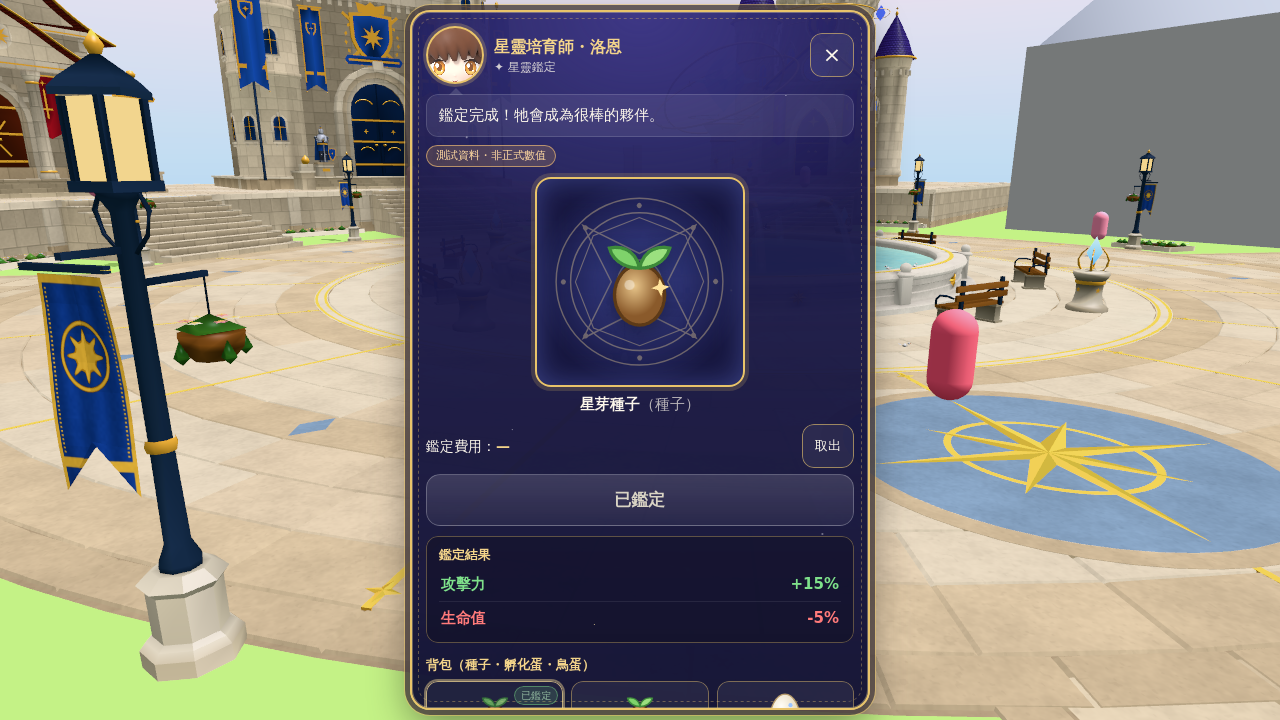 星靈培育師・洛恩
✦ 星靈鑑定
鑑定完成！牠會成為很棒的夥伴。
測試資料・非正式數值
星芽種子（種子）
鑑定費用：—
取出
已鑑定
鑑定結果
攻擊力 +15%
生命值 -5%
背包（種子・孵化蛋・鳥蛋）
已鑑定